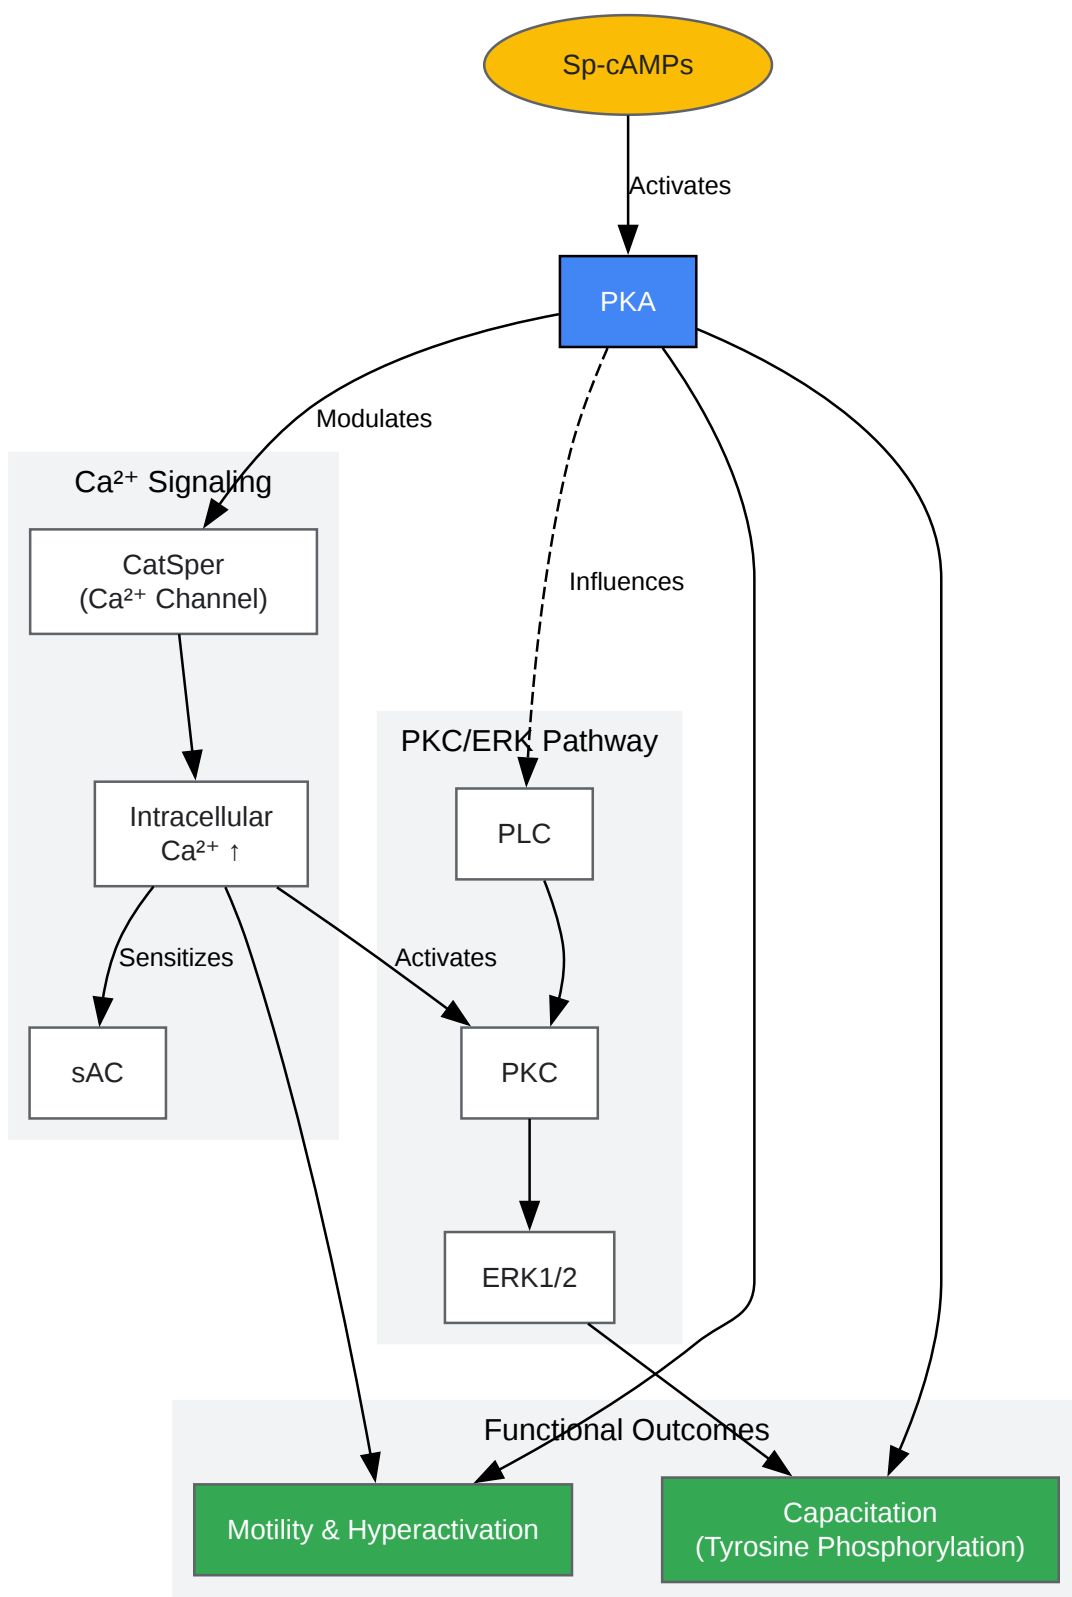 Sp-cAMPs
Activates
PKA
Modulates
Ca²⁺ Signaling
CatSper
(Ca²⁺ Channel)
Influences
PKC/ERK Pathway
Intracellular
Ca²⁺ ↑
PLC
Sensitizes
Activates
sAC
PKC
ERK1/2
Functional Outcomes
Motility & Hyperactivation
Capacitation
(Tyrosine Phosphorylation)